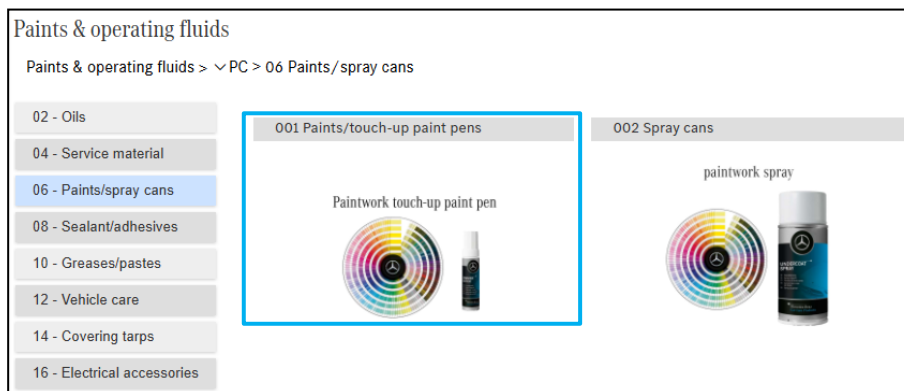 Paints & operating fluids
Paints & operating fluids > PC > 06 Paints/spray cans
02 - Oils
04 - Service material
06 - Paints/spray cans
08 - Sealant/adhesives
10 - Greases/pastes
12 - Vehicle care
14 - Covering tarps
16 - Electrical accessories
001 Paints/touch-up paint pens
Paintwork touch-up paint pen
002 Spray cans
paintwork spray
UNDERCOAT
SPRAY